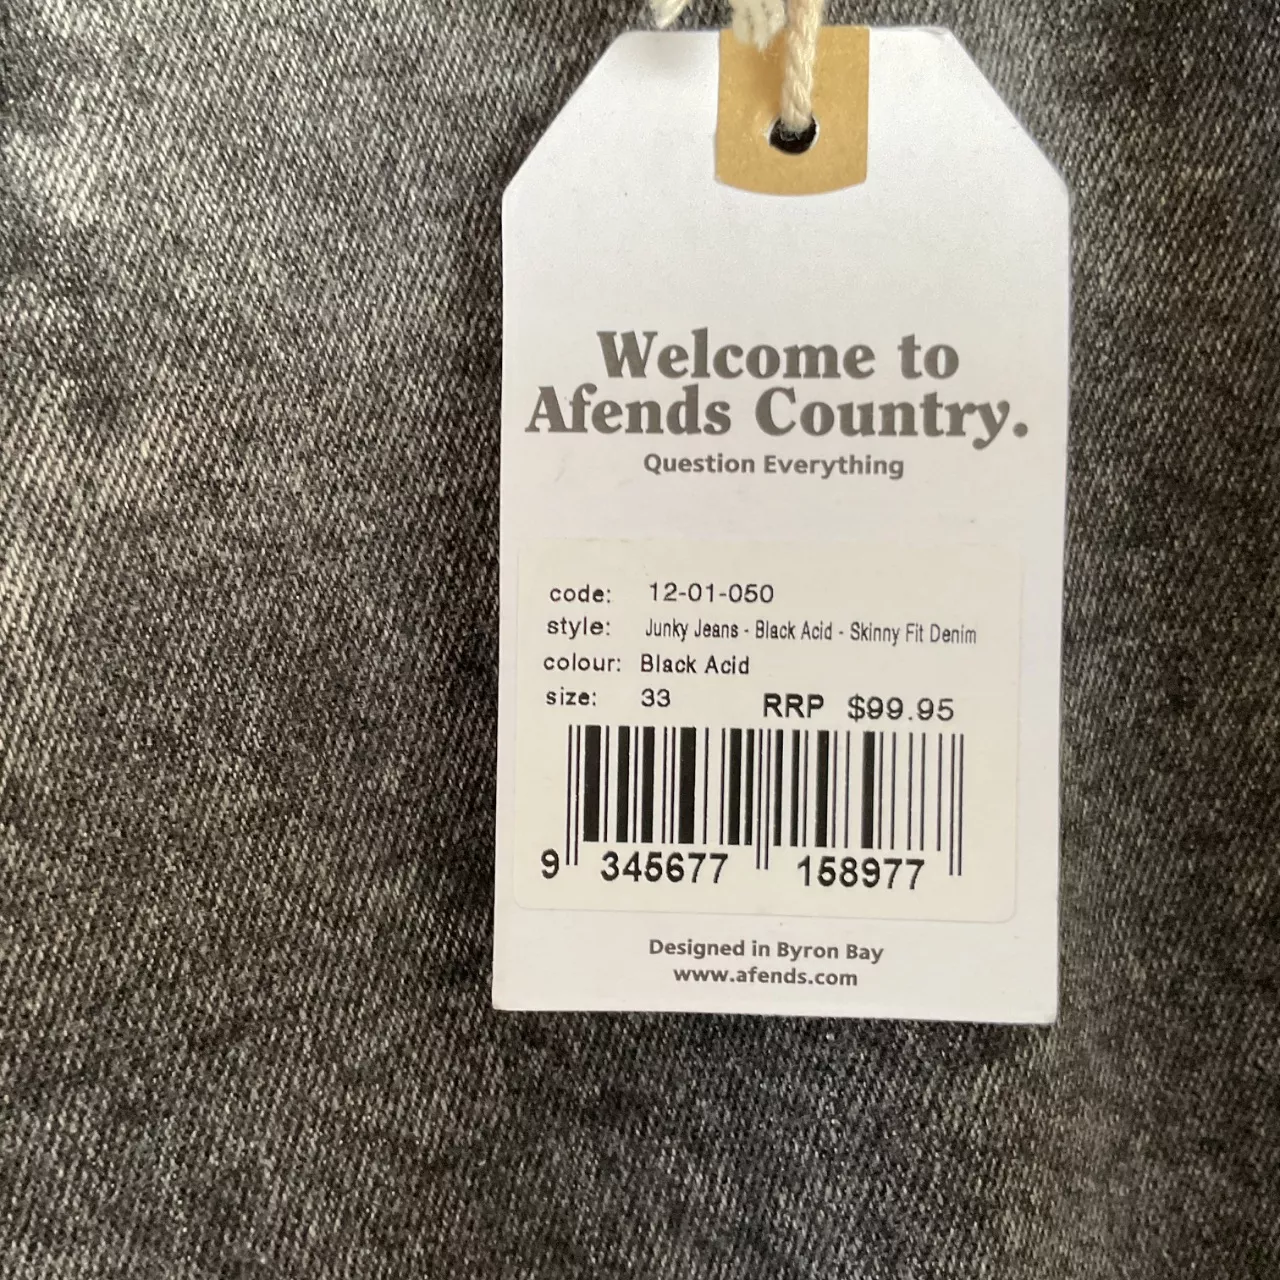 Welcome to
Afends Country.
Question Everything
code: 12-01-050
style: Junky Jeans - Black Acid - Skinny Fit Denim
colour: Black Acid
size: 33 RRP $99.95
9 345677 158977
Designed in Byron Bay
www.afends.com